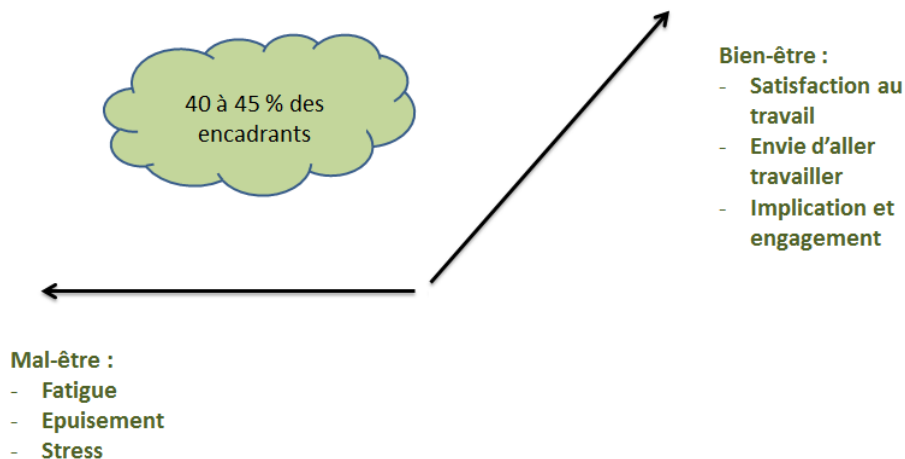 40 à 45 % des
encadrants
Bien-être :
- Satisfaction au
travail
- Envie d'aller
travailler
- Implication et
engagement
Mal-être :
- Fatigue
- Epuisement
- Stress